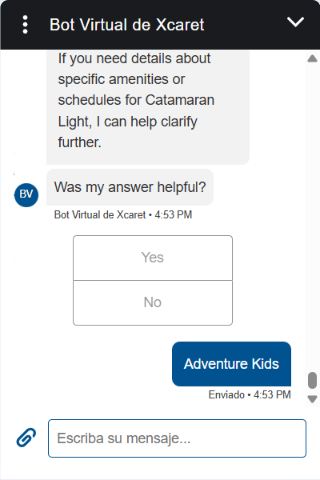 Bot Virtual de Xcaret
If you need details about
specific amenities or
schedules for Catamaran
Light, I can help clarify
further.
Was my answer helpful?
BV
Bot Virtual de Xcaret • 4:53 PM
Yes
No
Adventure Kids
Enviado • 4:53 PM
Escriba su mensaje...